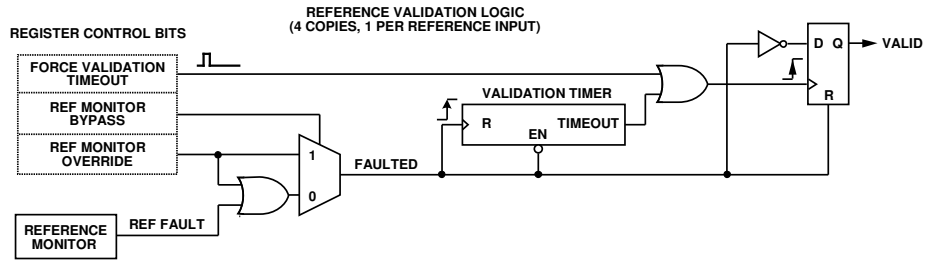 REFERENCE VALIDATION LOGIC
(4 COPIES, 1 PER REFERENCE INPUT)
REGISTER CONTROL BITS
FORCE VALIDATION
TIMEOUT
REF MONITOR
BYPASS
REF MONITOR
OVERRIDE
REFERENCE
MONITOR
REF FAULT
1
0
FAULTED
VALIDATION TIMER
R
TIMEOUT
EN
D Q
R
VALID